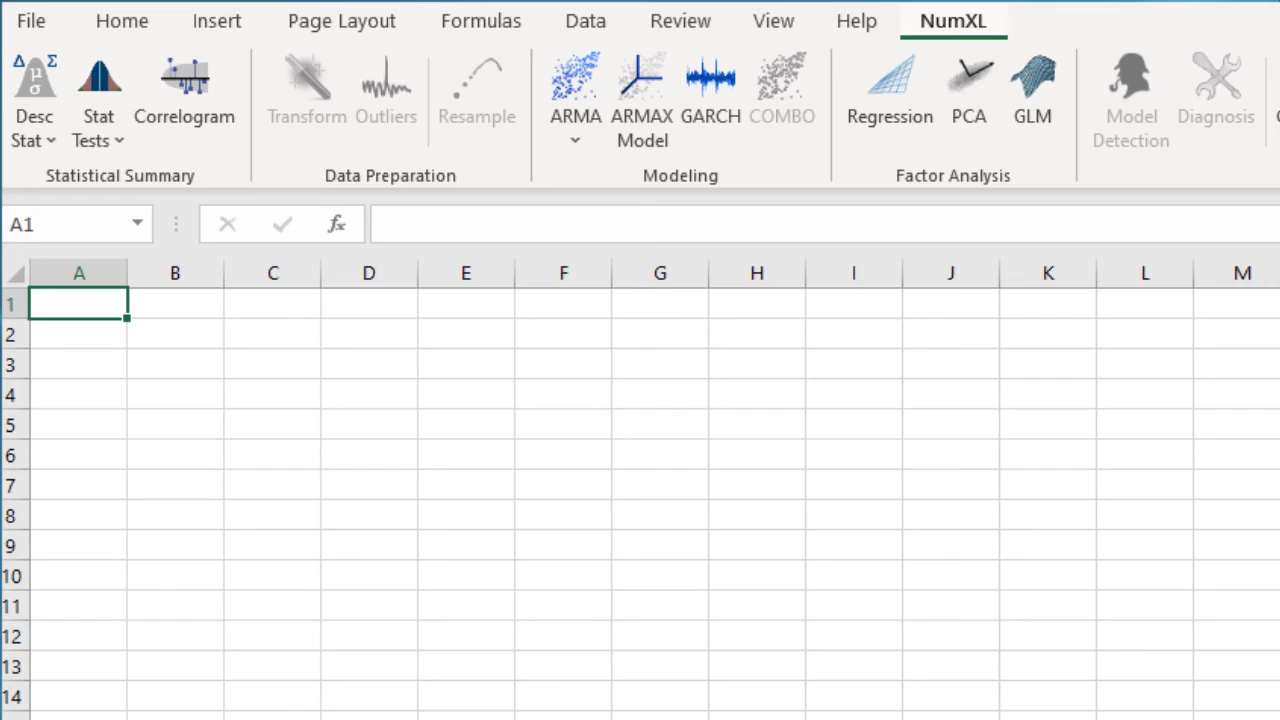 File Home Insert Page Layout Formulas Data Review View Help NumXL
Δ Σ
μ
σ
Desc Stat Correlogram Transform Outliers Resample ARMA ARMAX GARCH COMBO Regression PCA GLM Model Diagnosis
Stat Tests Model Detection
Statistical Summary Data Preparation Modeling Factor Analysis
A1 fx
A B C D E F G H I J K L M
1
2
3
4
5
6
7
8
9
10
11
12
13
14